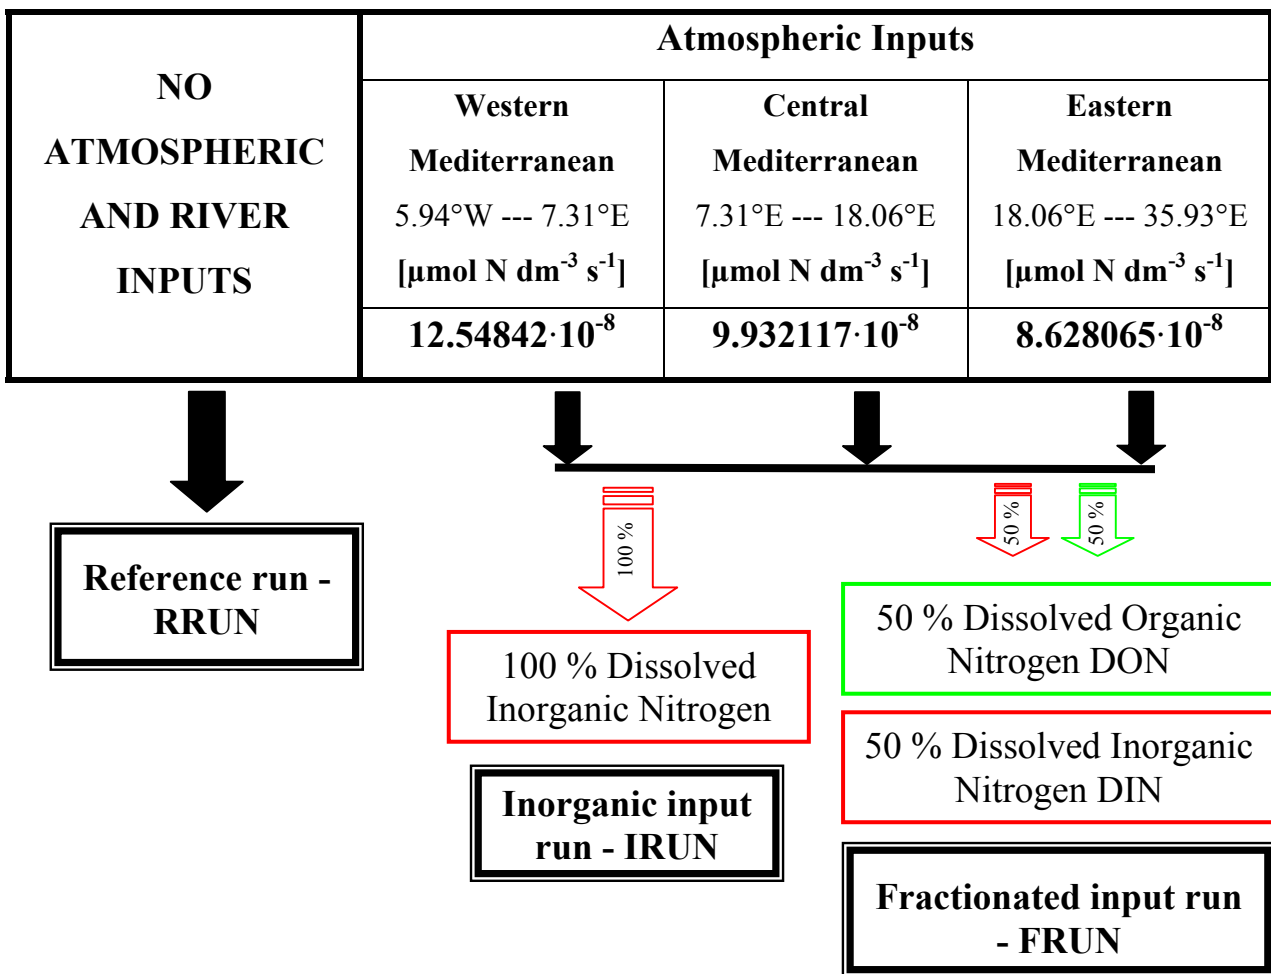 NO
ATMOSPHERIC
AND RIVER
INPUTS
Atmospheric Inputs
Western
Mediterranean
5.94°W --- 7.31°E
[µmol N dm⁻³ s⁻¹]
12.54842·10⁻⁸
Central
Mediterranean
7.31°E --- 18.06°E
[µmol N dm⁻³ s⁻¹]
9.932117·10⁻⁸
Eastern
Mediterranean
18.06°E --- 35.93°E
[µmol N dm⁻³ s⁻¹]
8.628065·10⁻⁸
Reference run -
RRUN
100 %
100 % Dissolved
Inorganic Nitrogen
Inorganic input
run - IRUN
50 %
50 %
50 % Dissolved Organic
Nitrogen DON
50 % Dissolved Inorganic
Nitrogen DIN
Fractionated input run
- FRUN